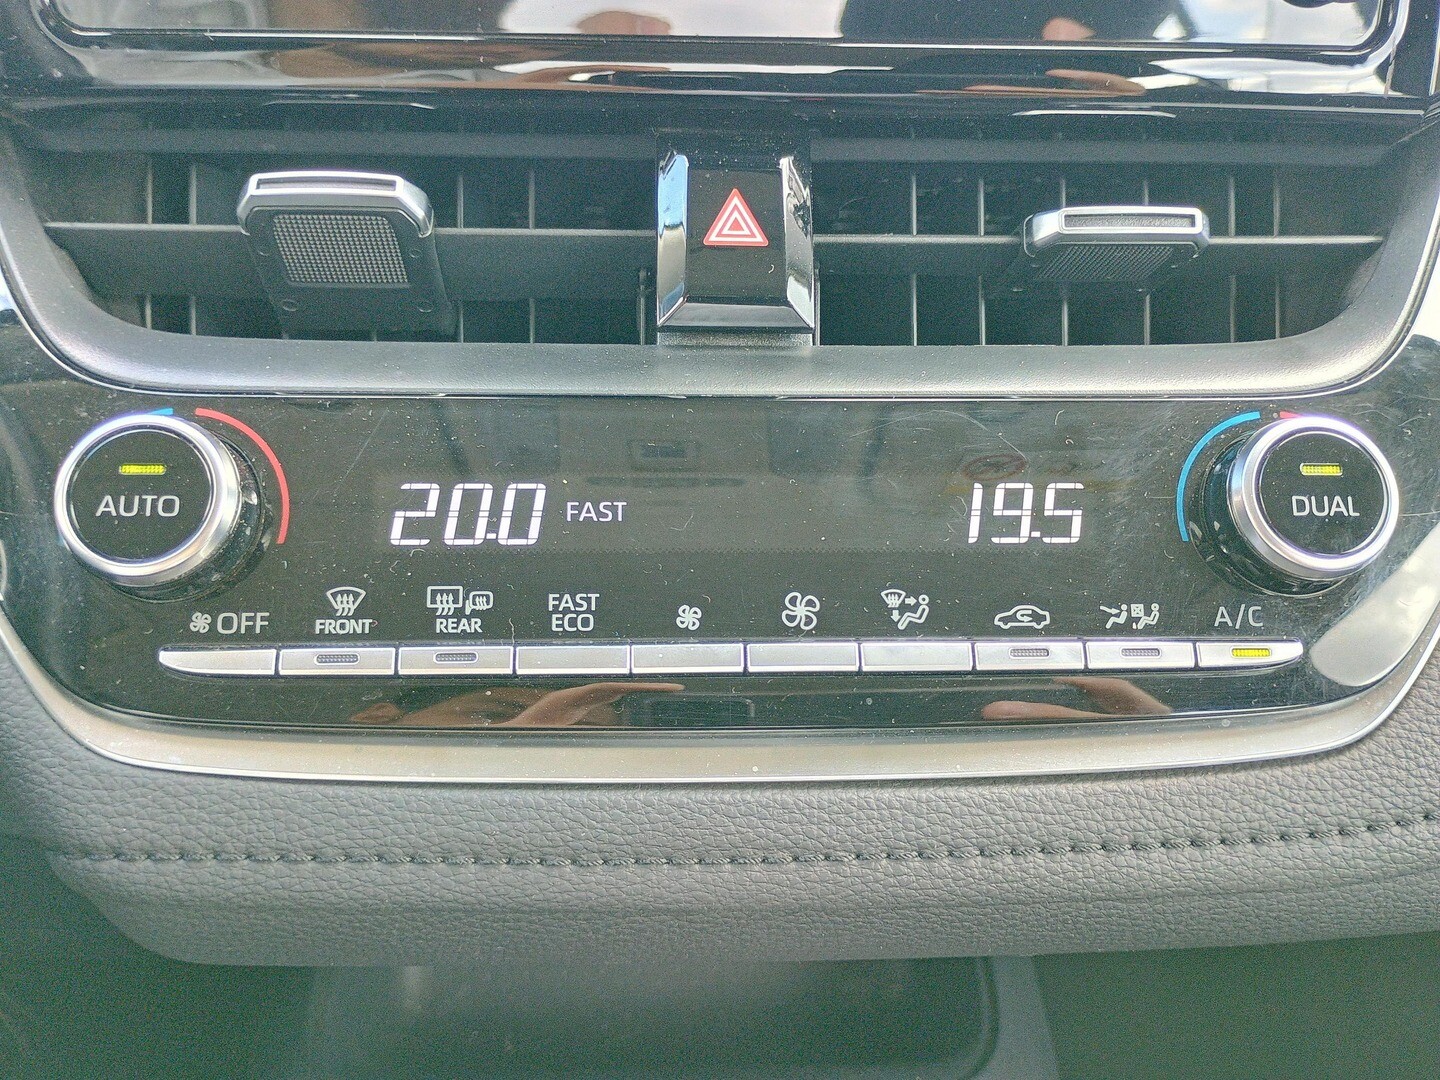 AUTO
20.0 FAST
19.5
DUAL
OFF
FRONT
REAR
FAST
ECO
A/C